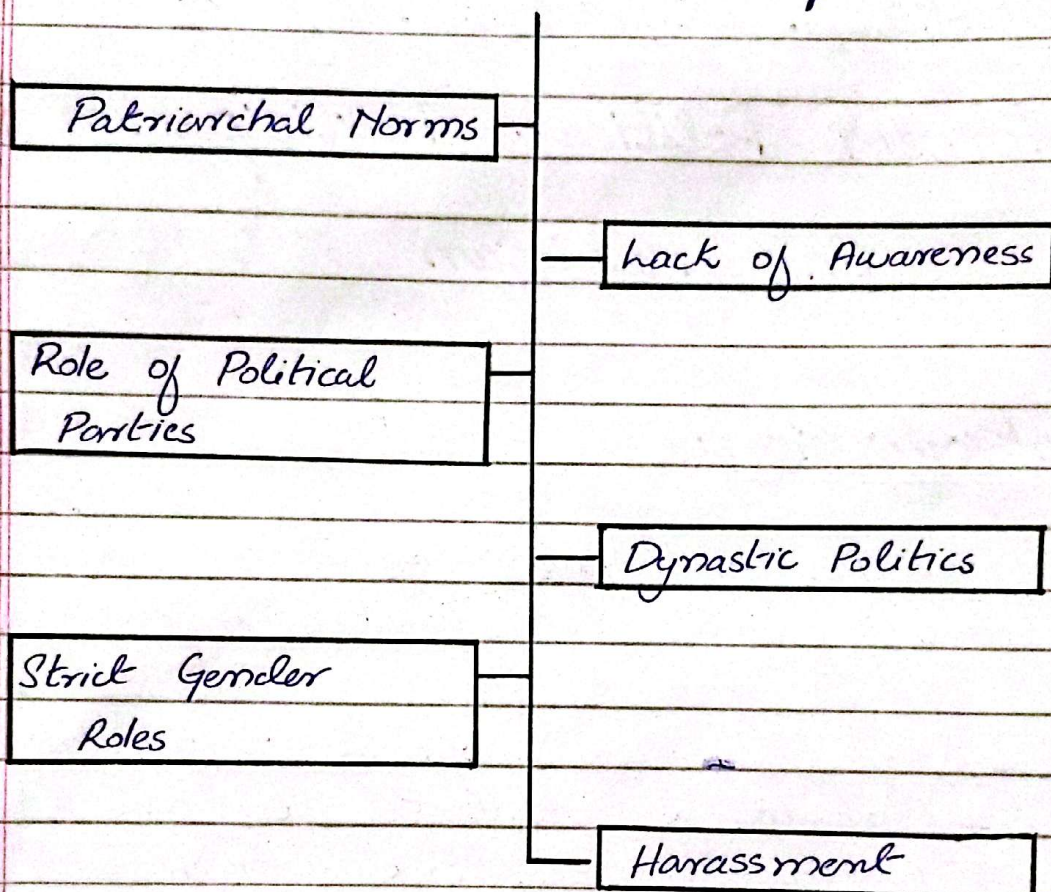 Patriarchal Norms
Lack of Awareness
Role of Political
Parties
Dynastic Politics
Strict Gender
Roles
Harassment